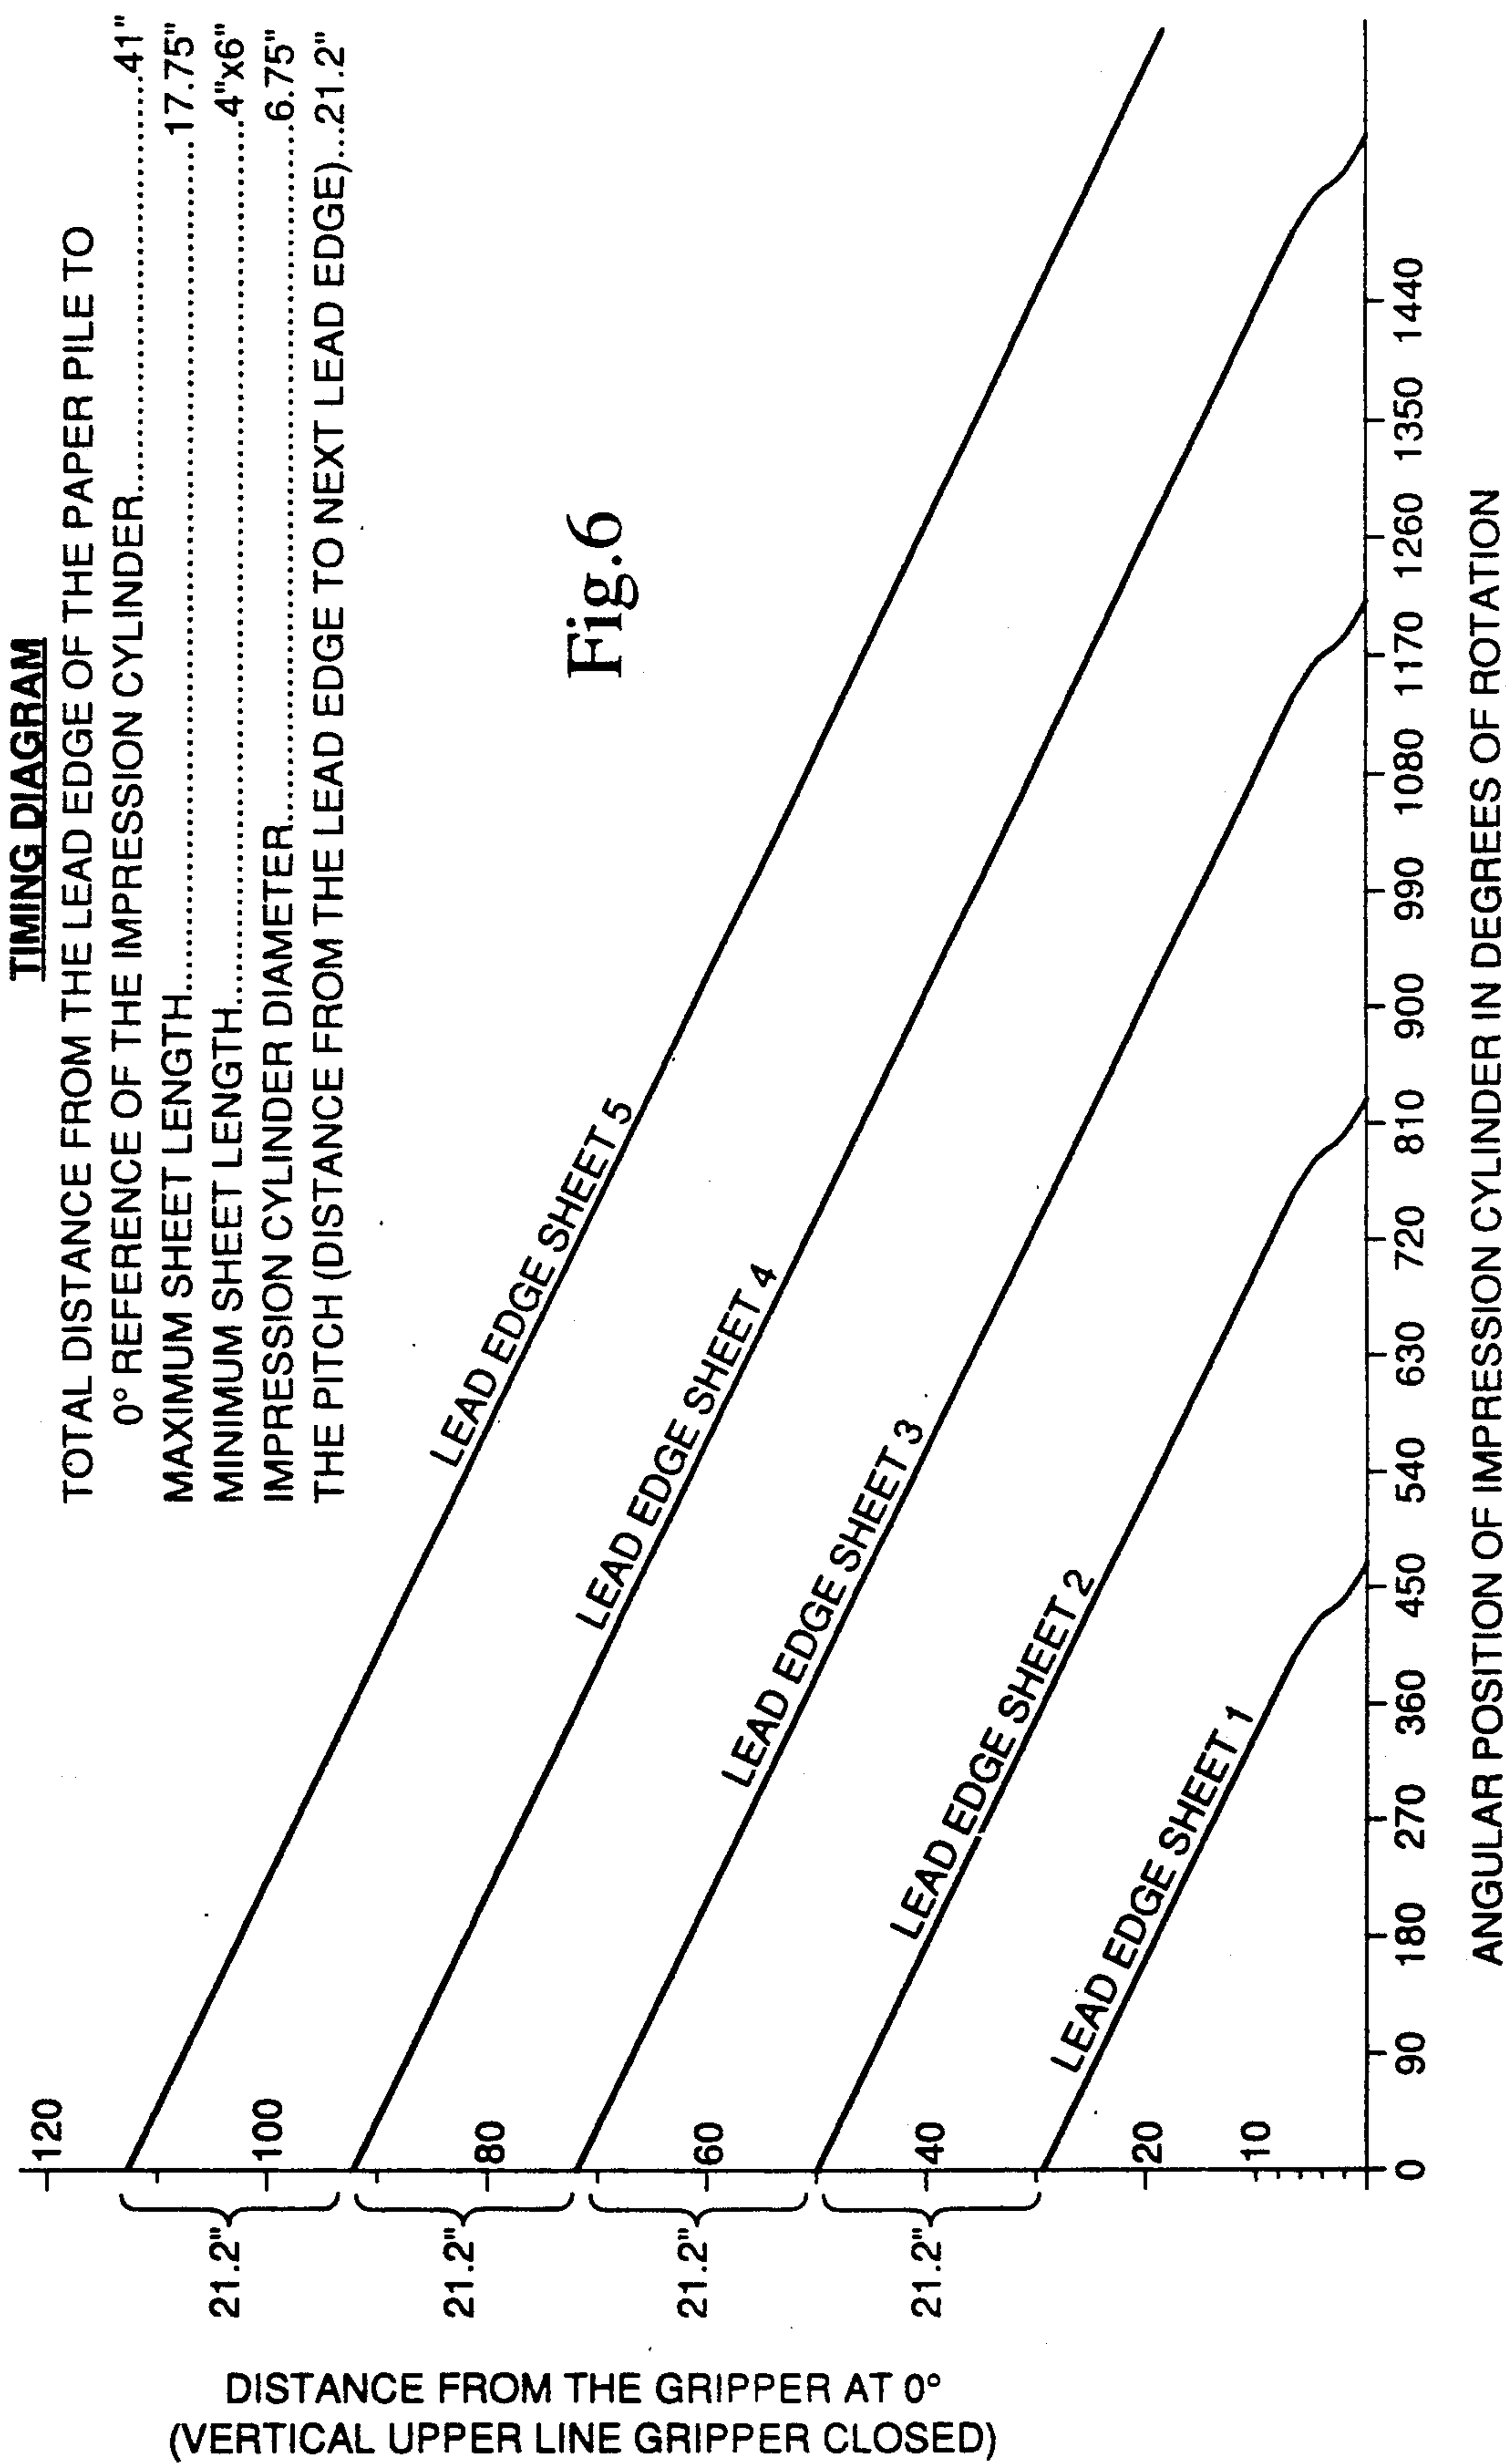 TIMING DIAGRAM
TOTAL DISTANCE FROM THE LEAD EDGE OF THE PAPER PILE TO
0° REFERENCE OF THE IMPRESSION CYLINDER..........41"
MAXIMUM SHEET LENGTH..........17.75"
MINIMUM SHEET LENGTH..........4"x6"
IMPRESSION CYLINDER DIAMETER..........6.75"
THE PITCH (DISTANCE FROM THE LEAD EDGE TO NEXT LEAD EDGE)...21.2"
Fig.6
LEAD EDGE SHEET 5
LEAD EDGE SHEET 4
LEAD EDGE SHEET 3
LEAD EDGE SHEET 2
LEAD EDGE SHEET 1
120
100
80
60
40
20
10
0
21.2"
21.2"
21.2"
21.2"
DISTANCE FROM THE GRIPPER AT 0°
(VERTICAL UPPER LINE GRIPPER CLOSED)
90 180 270 360 450 540 630 720 810 900 990 1080 1170 1260 1350 1440
ANGULAR POSITION OF IMPRESSION CYLINDER IN DEGREES OF ROTATION